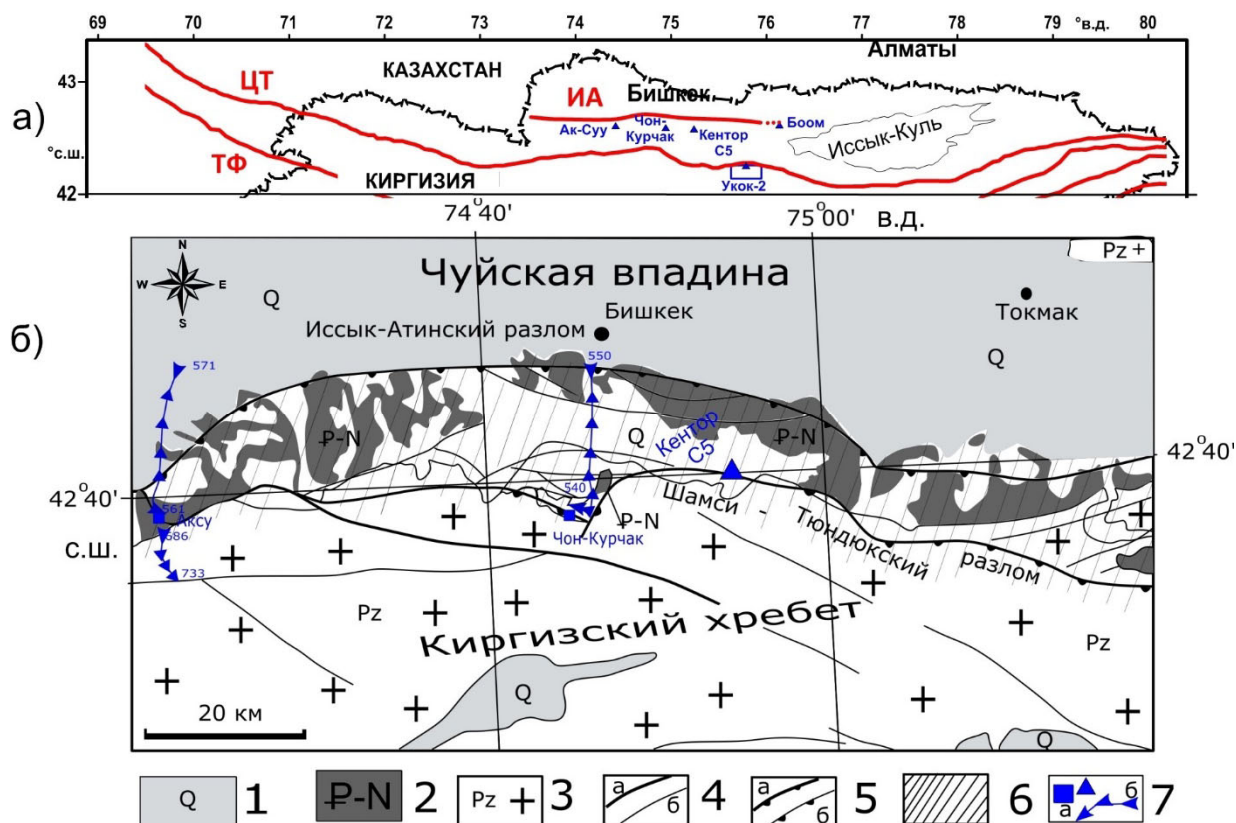 69 70 71 72 73 74 75 76 77 78 79 80
°в.д.
а)
43
°с.ш.
42
ЦТ
ТФ
КАЗАХСТАН
КИРГИЗИЯ
ИА
Бишкек
Алматы
Ак-Суу
Чон-
Курчак
Кентор
С5
Боом
Иссык-Куль
Укок-2
74°40'
75°00'
в.д.
б)
N
W E
S
Чуйская впадина
Pz +
Q
Иссык-Атинский разлом
Бишкек
Токмак
Q
571
550
Ꝑ-N
Q
Кентор
С5
Ꝑ-N
42°40'
42°40'
с.ш.
561
Аксу
686
733
540
Чон-Курчак
Ꝑ-N
Шамси - Тюндюкский разлом
Pz
Киргизский хребет
Pz
Q
Q
20 км
Q 1
Ꝑ-N 2
Pz + 3
а б 4
а б 5
6
а б 7